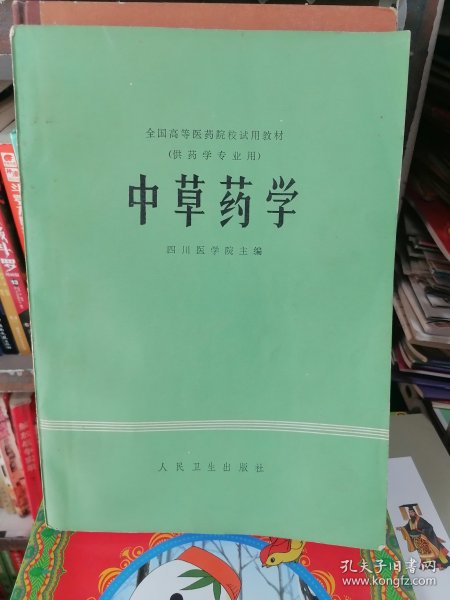 全国高等医药院校试用教材
(供药学专业用)
中草药学
四川医学院主编
人民卫生出版社
孔夫子旧书网
www.kongfz.com